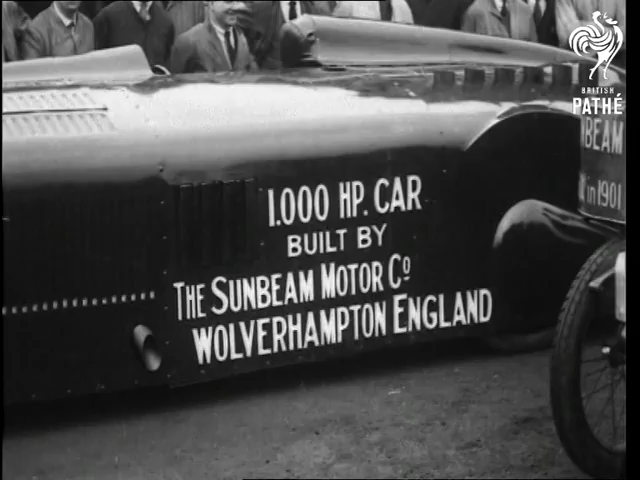 BRITISH
PATHÉ
1.000 HP. CAR
BUILT BY
THE SUNBEAM MOTOR Cº
WOLVERHAMPTON ENGLAND
BEAM
in 1901